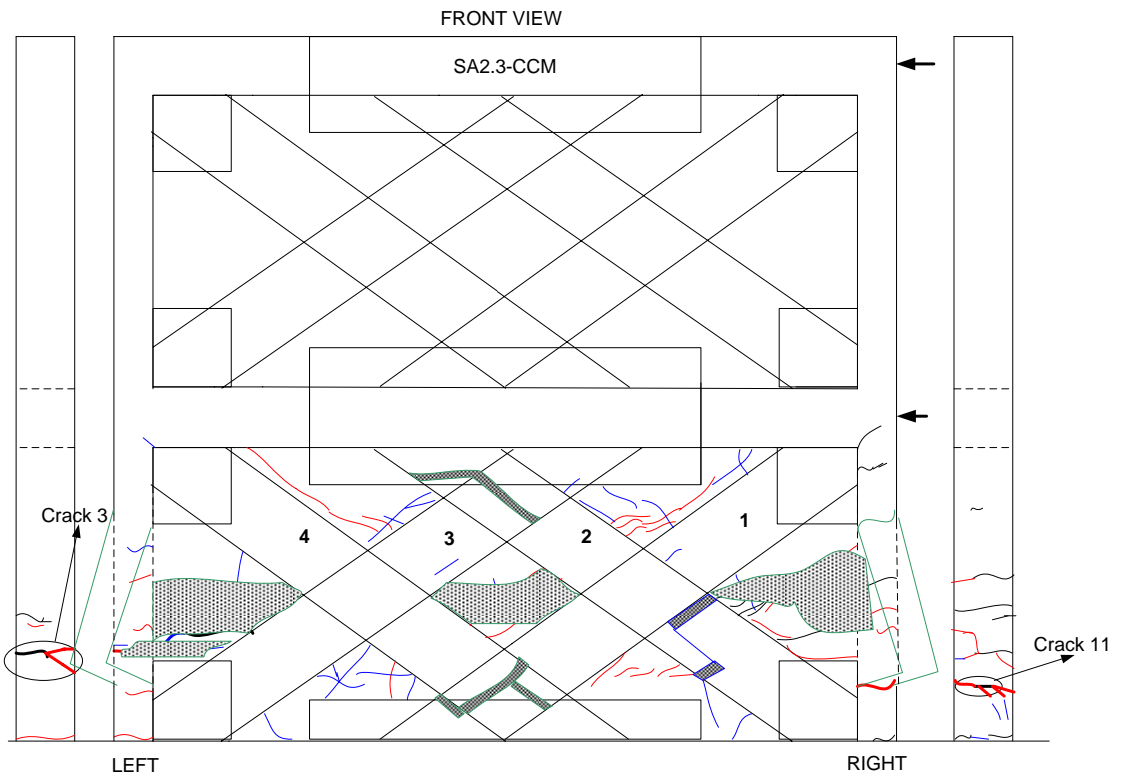 FRONT VIEW
SA2.3-CCM
Crack 3
4
3
2
1
Crack 11
LEFT
RIGHT